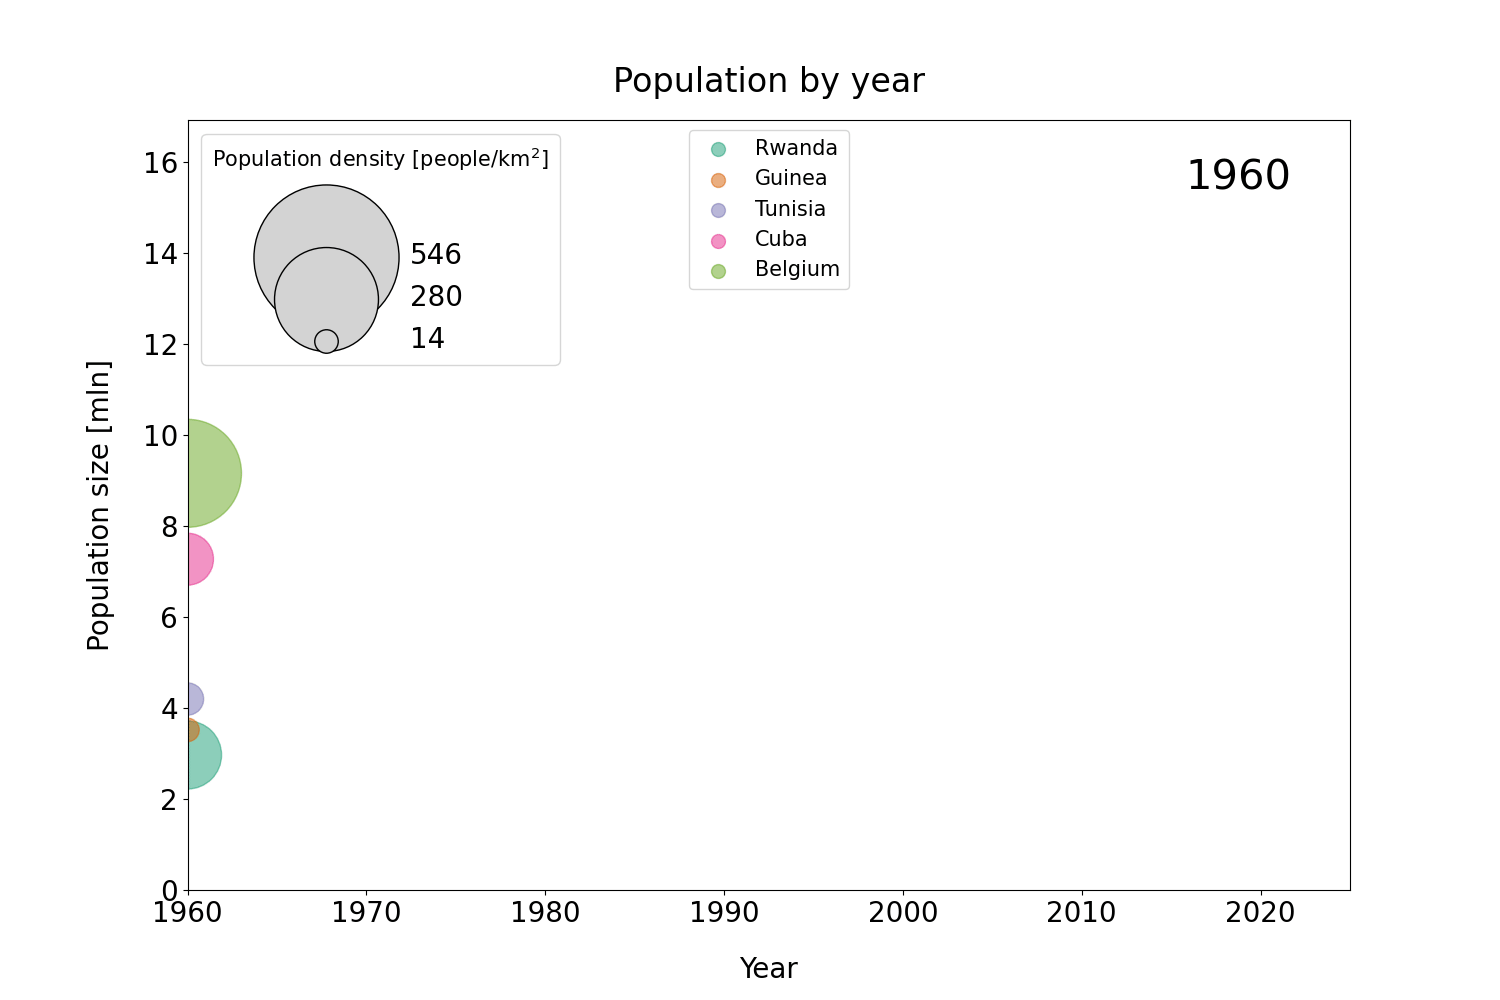 Population by year
Population density [people/km²]
546
280
14
Rwanda
Guinea
Tunisia
Cuba
Belgium
1960
Population size [mln]
16
14
12
10
8
6
4
2
0
1960 1970 1980 1990 2000 2010 2020
Year